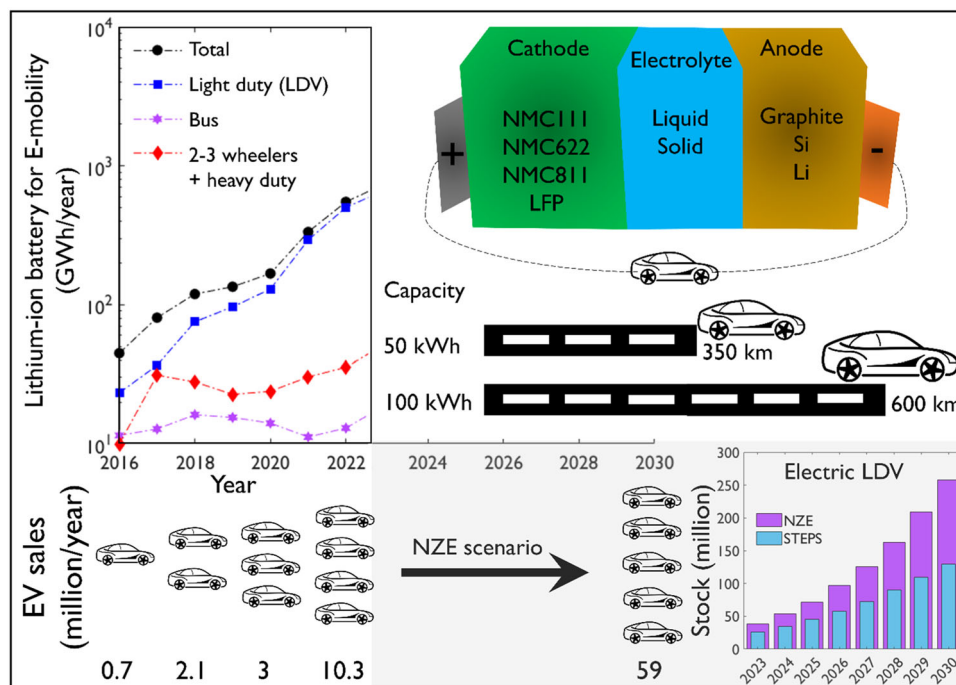 Lithium-ion battery for E-mobility
(GWh/year)
10^4
10^3
10^2
10^1
Total
Light duty (LDV)
Bus
2-3 wheelers
+ heavy duty
2016
2018
2020
2022
2024
2026
2028
2030
Year
Cathode
NMC111
NMC622
NMC811
LFP
Electrolyte
Liquid
Solid
Anode
Graphite
Si
Li
+
-
Capacity
50 kWh
350 km
100 kWh
600 km
EV sales
(million/year)
0.7
2.1
3
10.3
NZE scenario
59
Electric LDV
Stock (million)
300
250
200
150
100
50
0
NZE
STEPS
2023
2024
2025
2026
2027
2028
2029
2030